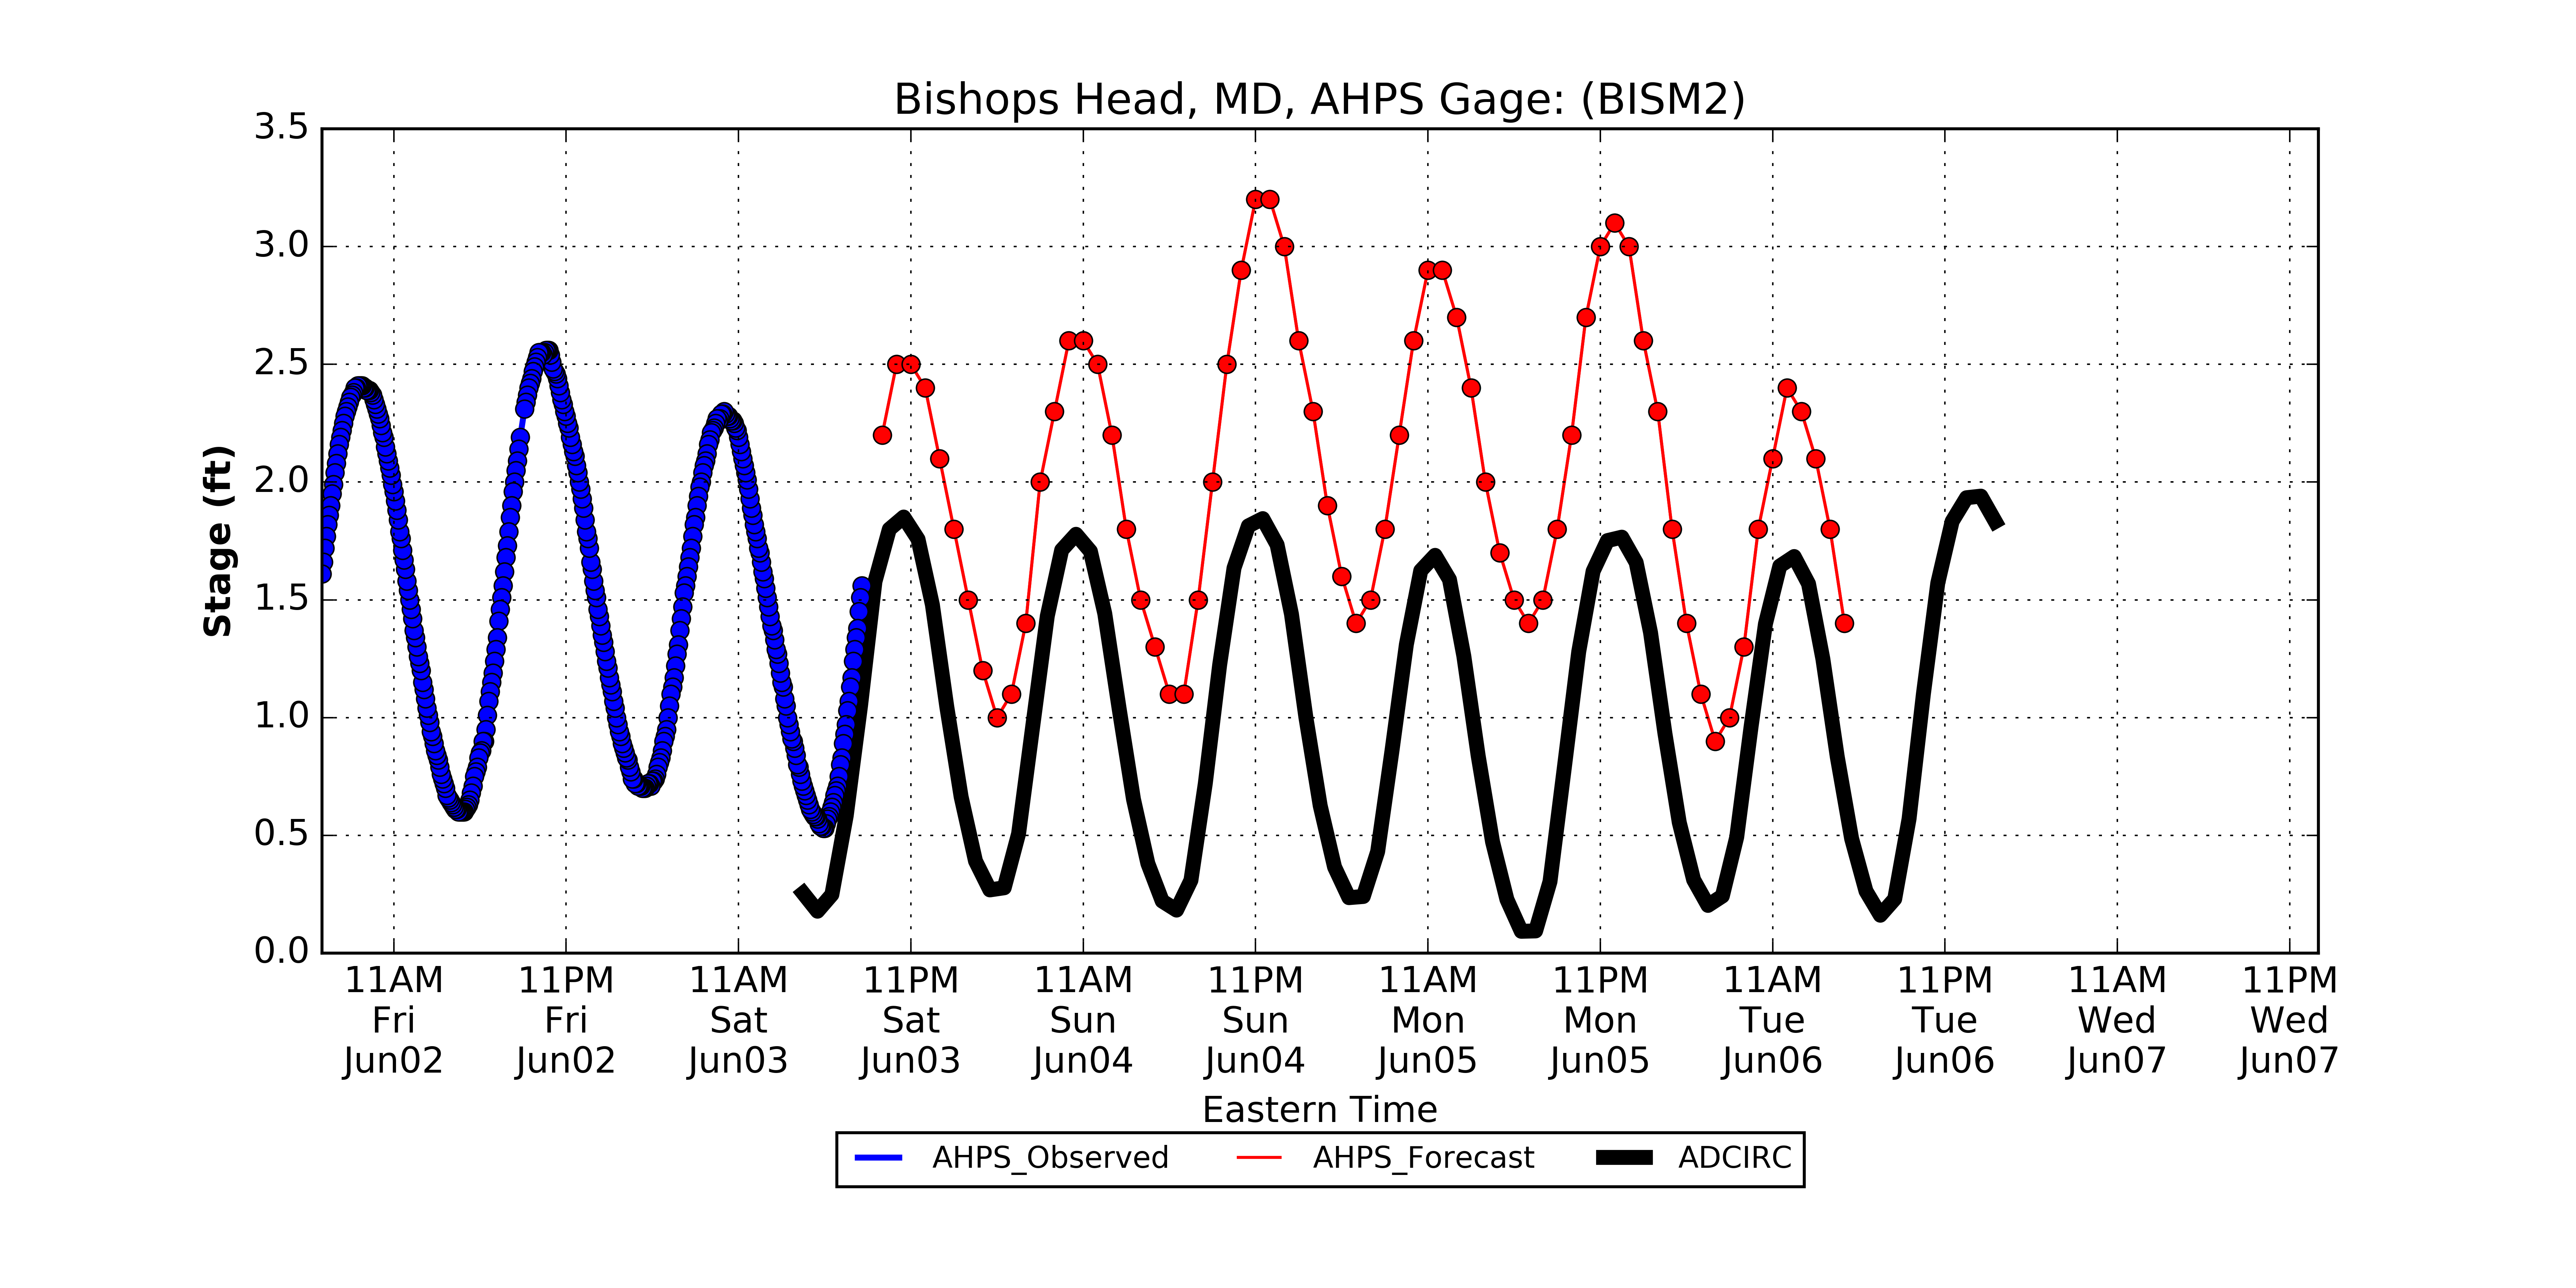 Bishops Head, MD, AHPS Gage: (BISM2)
3.5
3.0
2.5
2.0
1.5
1.0
0.5
0.0
Stage (ft)
11AM 11PM 11AM 11PM 11AM 11PM 11AM 11PM 11AM 11PM 11AM 11PM
Fri Fri Sat Sat Sun Sun Mon Mon Tue Tue Wed Wed
Jun02 Jun02 Jun03 Jun03 Jun04 Jun04 Jun05 Jun05 Jun06 Jun06 Jun07 Jun07
Eastern Time
AHPS_Observed AHPS_Forecast ADCIRC